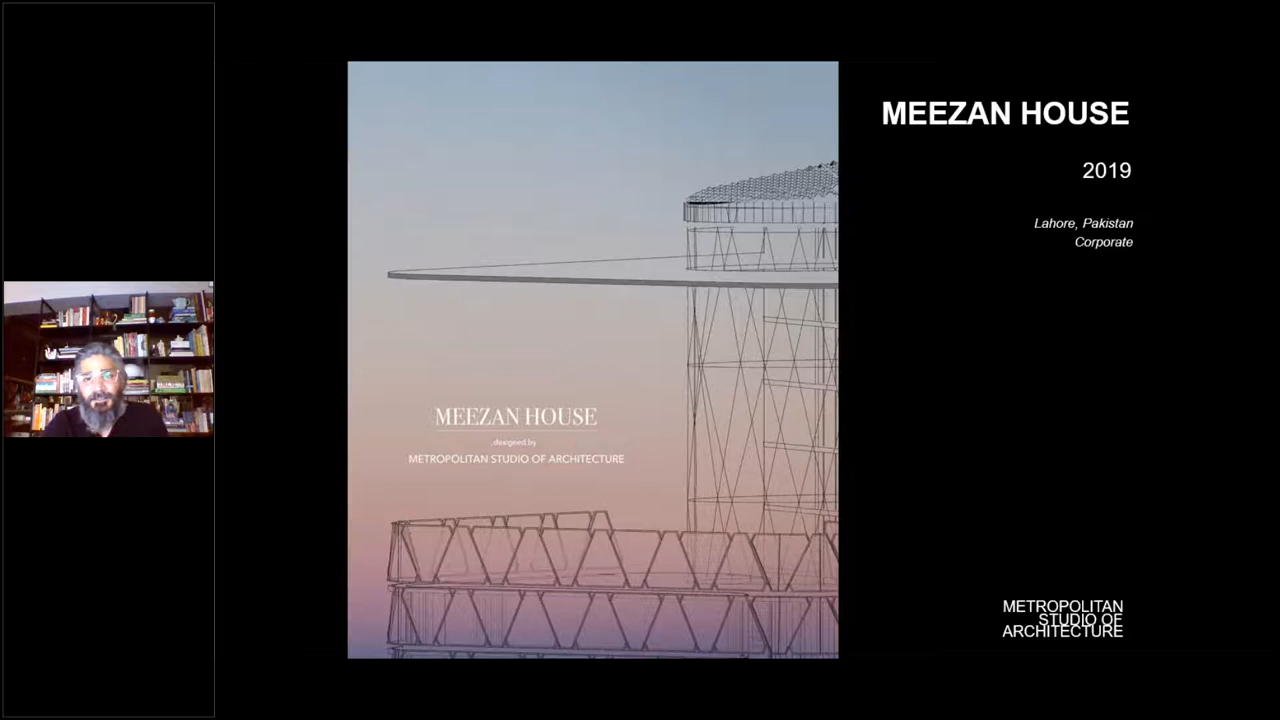 MEEZAN HOUSE
designed by
METROPOLITAN STUDIO OF ARCHITECTURE
MEEZAN HOUSE
2019
Lahore, Pakistan
Corporate
METROPOLITAN
STUDIO OF
ARCHITECTURE